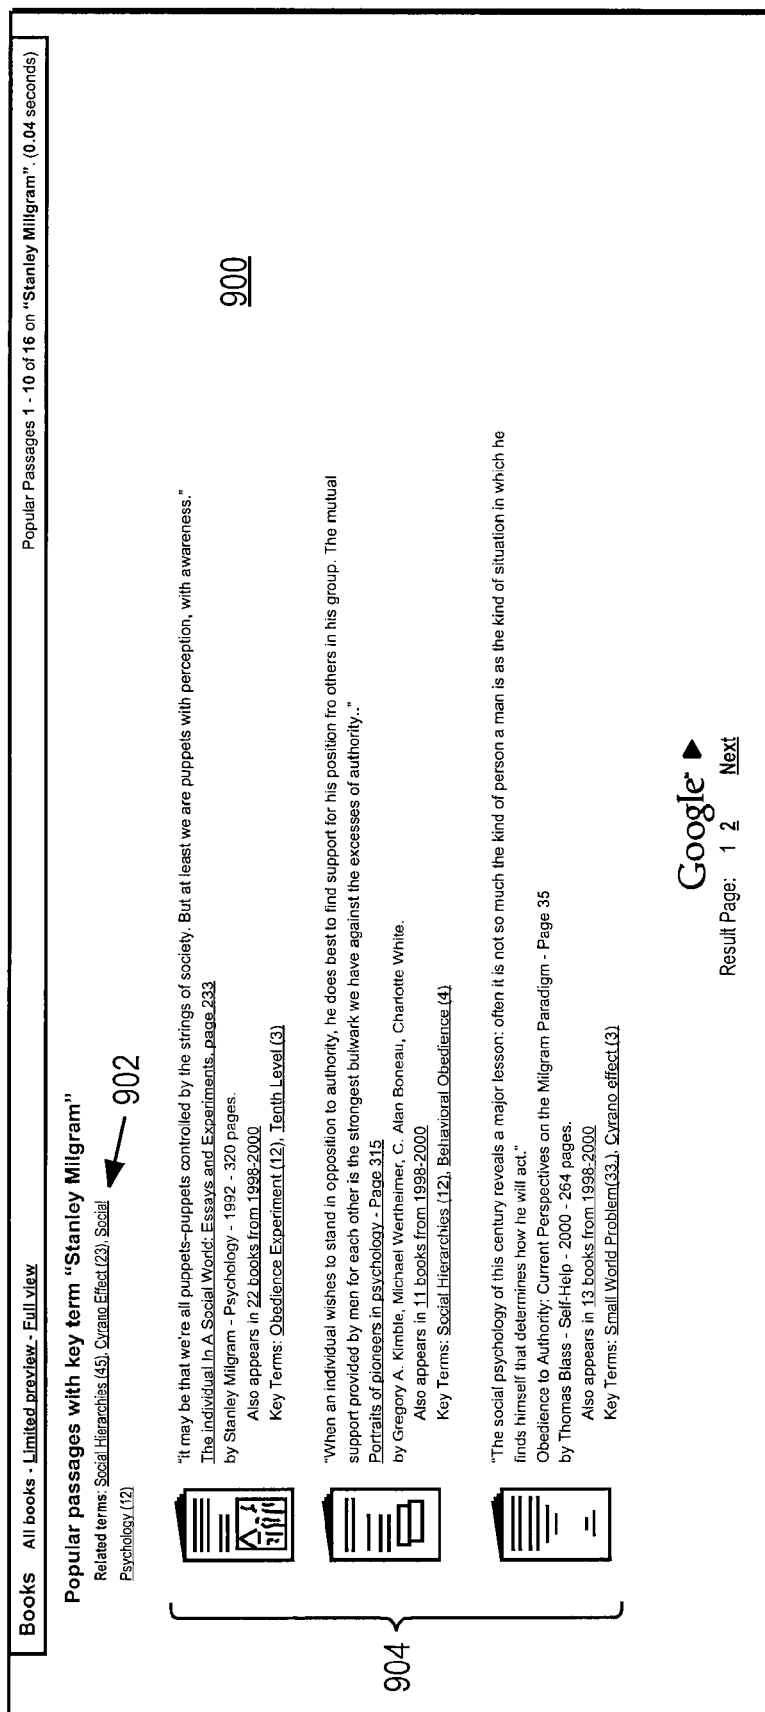 Books All books - Limited preview - Full view
Popular Passages 1 - 10 of 16 on "Stanley Millgram". (0.04 seconds)
Popular passages with key term "Stanley Milgram"
Related terms: Social Hierarchies (45), Cyrano Effect (23), Social
Psychology (12)
902
900
904
"it may be that we're all puppets–puppets controlled by the strings of society. But at least we are puppets with perception, with awareness."
The individual In A Social World: Essays and Experiments, page 233
by Stanley Milgram - Psychology - 1992 - 320 pages.
Also appears in 22 books from 1998-2000
Key Terms: Obedience Experiment (12), Tenth Level (3)
"When an individual wishes to stand in opposition to authority, he does best to find support for his position fro others in his group. The mutual
support provided by men for each other is the strongest bulwark we have against the excesses of authority.."
Portraits of pioneers in psychology - Page 315
by Gregory A. Kimble, Michael Wertheimer, C. Alan Boneau, Charlotte White.
Also appears in 11 books from 1998-2000
Key Terms: Social Hierarchies (12), Behavioral Obedience (4)
"The social psychology of this century reveals a major lesson: often it is not so much the kind of person a man is as the kind of situation in which he
finds himself that determines how he will act."
Obedience to Authority: Current Perspectives on the Milgram Paradigm - Page 35
by Thomas Blass - Self-Help - 2000 - 264 pages.
Also appears in 13 books from 1998-2000
Key Terms: Small World Problem(33,), Cyrano effect (3)
Google™
Result Page: 1 2 Next